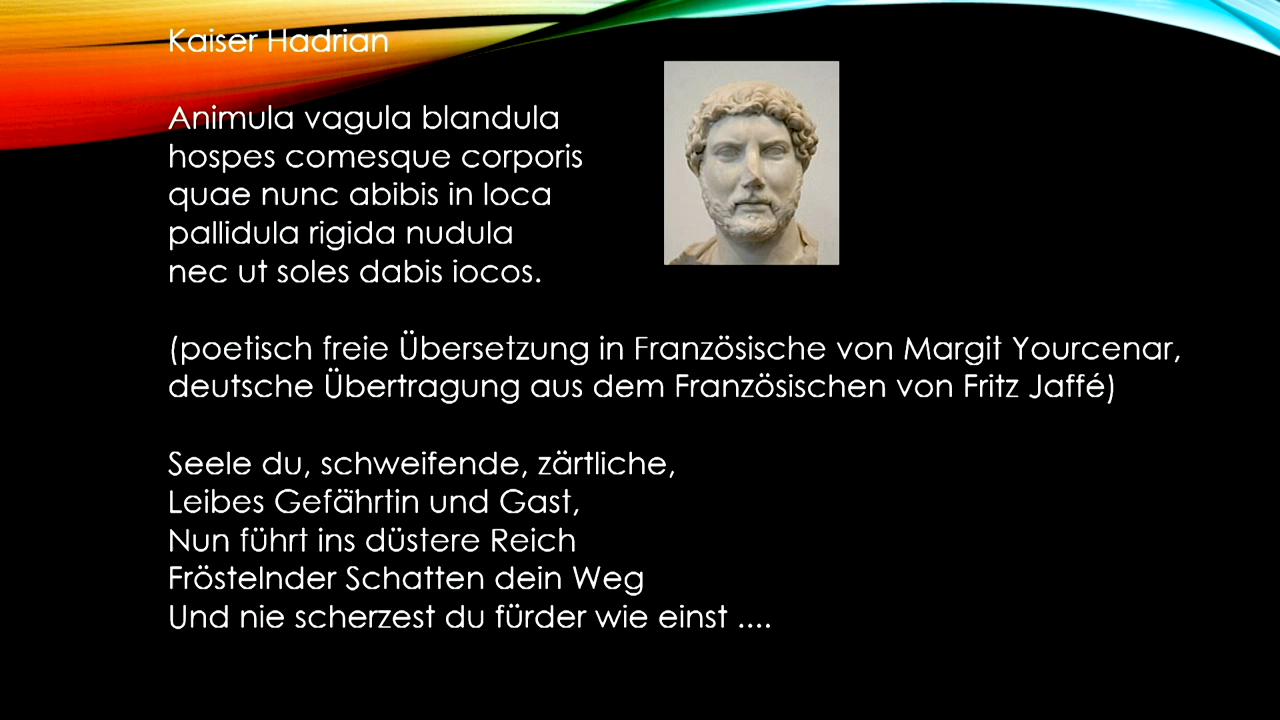 Kaiser Hadrian
Animula vagula blandula
hospes comesque corporis
quae nunc abibis in loca
pallidula rigida nudula
nec ut soles dabis iocos.
(poetisch freie Übersetzung in Französische von Margit Yourcenar,
deutsche Übertragung aus dem Französischen von Fritz Jaffé)
Seele du, schweifende, zärtliche,
Leibes Gefährtin und Gast,
Nun führt ins düstere Reich
Fröstelnder Schatten dein Weg
Und nie scherzest du fürder wie einst ....